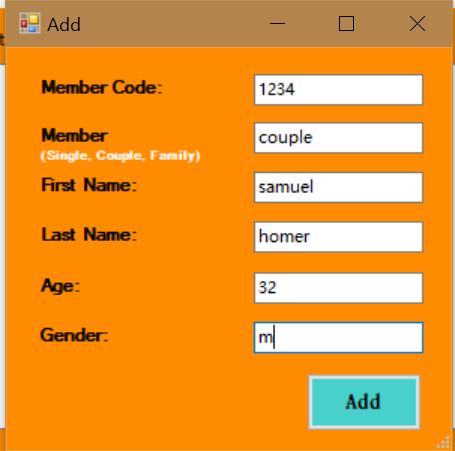 Add
Member Code: 1234
Member couple
(Single, Couple, Family)
First Name: samuel
Last Name: homer
Age: 32
Gender: m
Add